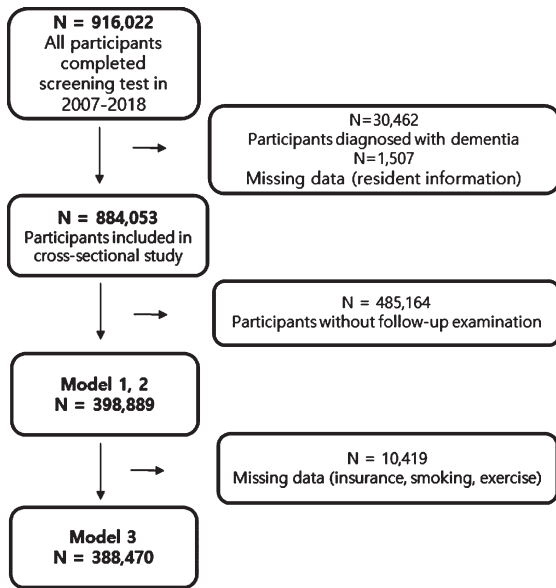 N = 916,022
All participants
completed
screening test in
2007-2018
N=30,462
Participants diagnosed with dementia
N=1,507
Missing data (resident information)
N = 884,053
Participants included in
cross-sectional study
N = 485,164
Participants without follow-up examination
Model 1, 2
N = 398,889
N = 10,419
Missing data (insurance, smoking, exercise)
Model 3
N = 388,470